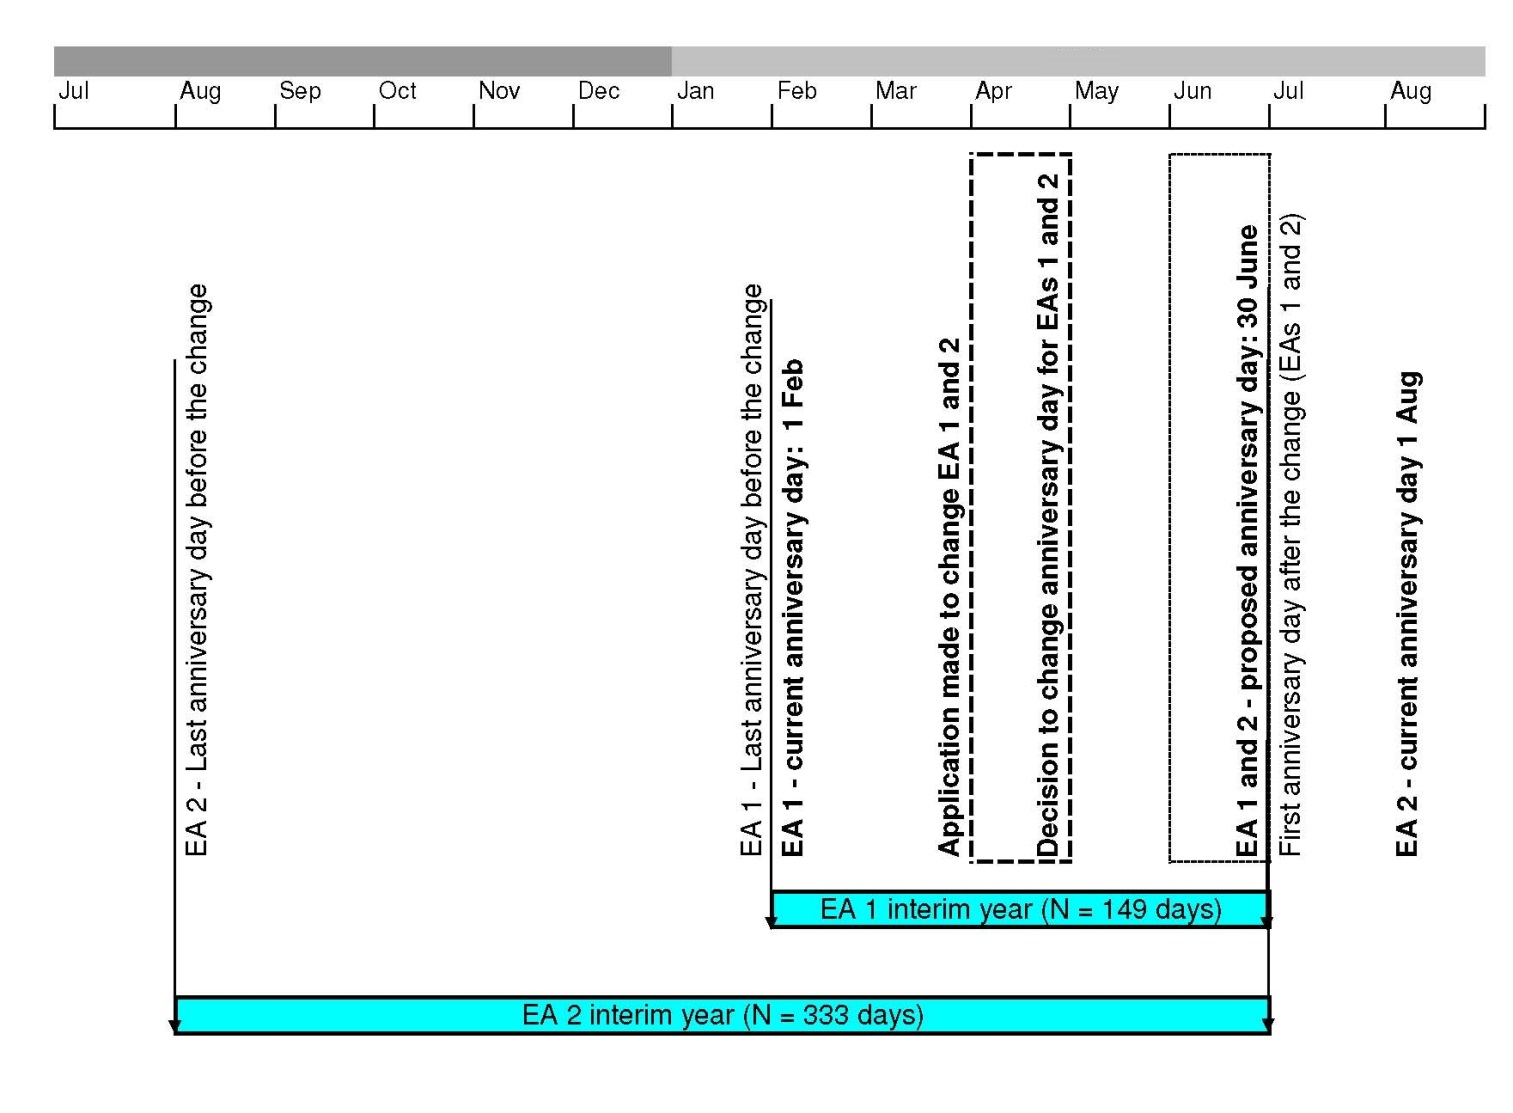 Jul Aug Sep Oct Nov Dec Jan Feb Mar Apr May Jun Jul Aug
EA 2 - Last anniversary day before the change
EA 1 - Last anniversary day before the change
EA 1 - current anniversary day:  1 Feb
Application made to change EA 1 and 2
Decision to change anniversary day for EAs 1 and 2
EA 1 and 2 - proposed anniversary day: 30 June
First anniversary day after the change (EAs 1 and 2)
EA 2 - current anniversary day 1 Aug
EA 1 interim year (N = 149 days)
EA 2 interim year (N = 333 days)